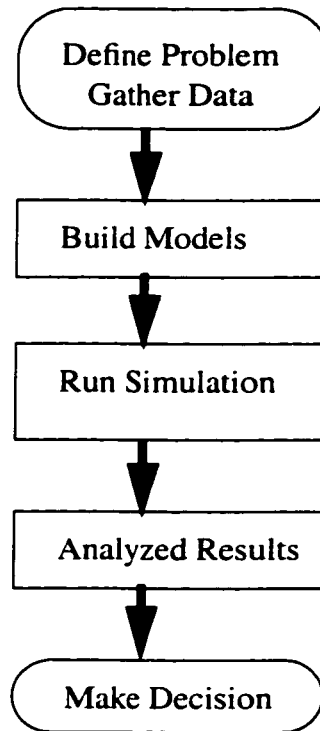 Define Problem
Gather Data
Build Models
Run Simulation
Analyzed Results
Make Decision